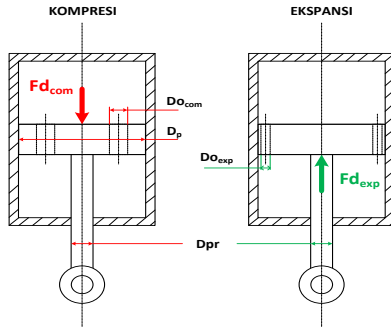 KOMPRESI
EKSPANSI
Fdcom
Docom
Dp
Doexp
Fdexp
Dpr